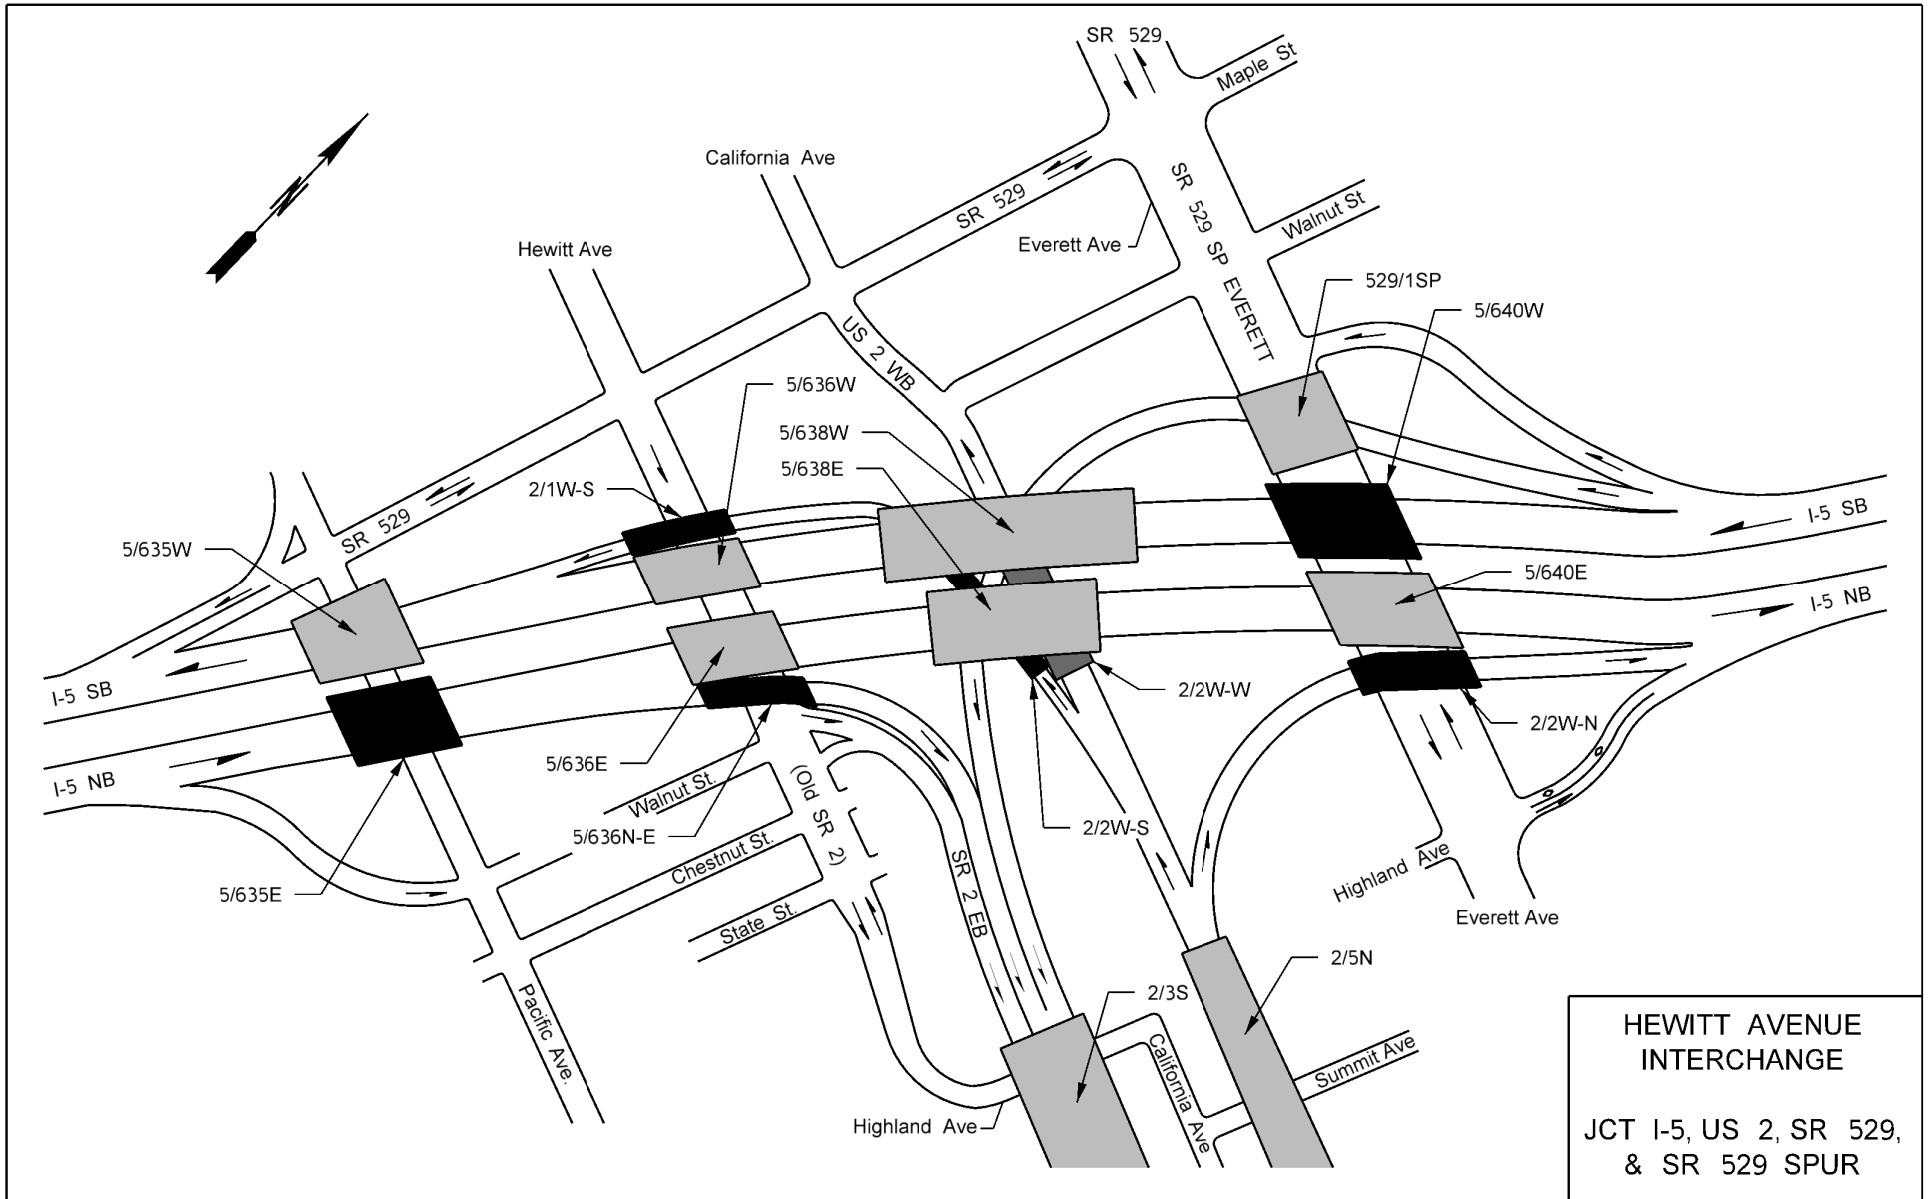 SR 529
Maple St
California Ave
SR 529
SR 529 SP EVERETT
Walnut St
Everett Ave
Hewitt Ave
N
529/1SP
5/640W
US 2 WB
5/636W
5/638W
5/638E
2/1W-S
SR 529
5/635W
I-5 SB
5/640E
I-5 NB
I-5 SB
2/2W-W
2/2W-N
I-5 NB
5/636E
Walnut St.
(Old SR 2)
5/636N-E
2/2W-S
Chestnut St.
SR 2 EB
Highland Ave
5/635E
State St.
Everett Ave
2/5N
2/3S
Pacific Ave.
California Ave
Summit Ave
Highland Ave
HEWITT AVENUE
INTERCHANGE
JCT I-5, US 2, SR 529,
& SR 529 SPUR